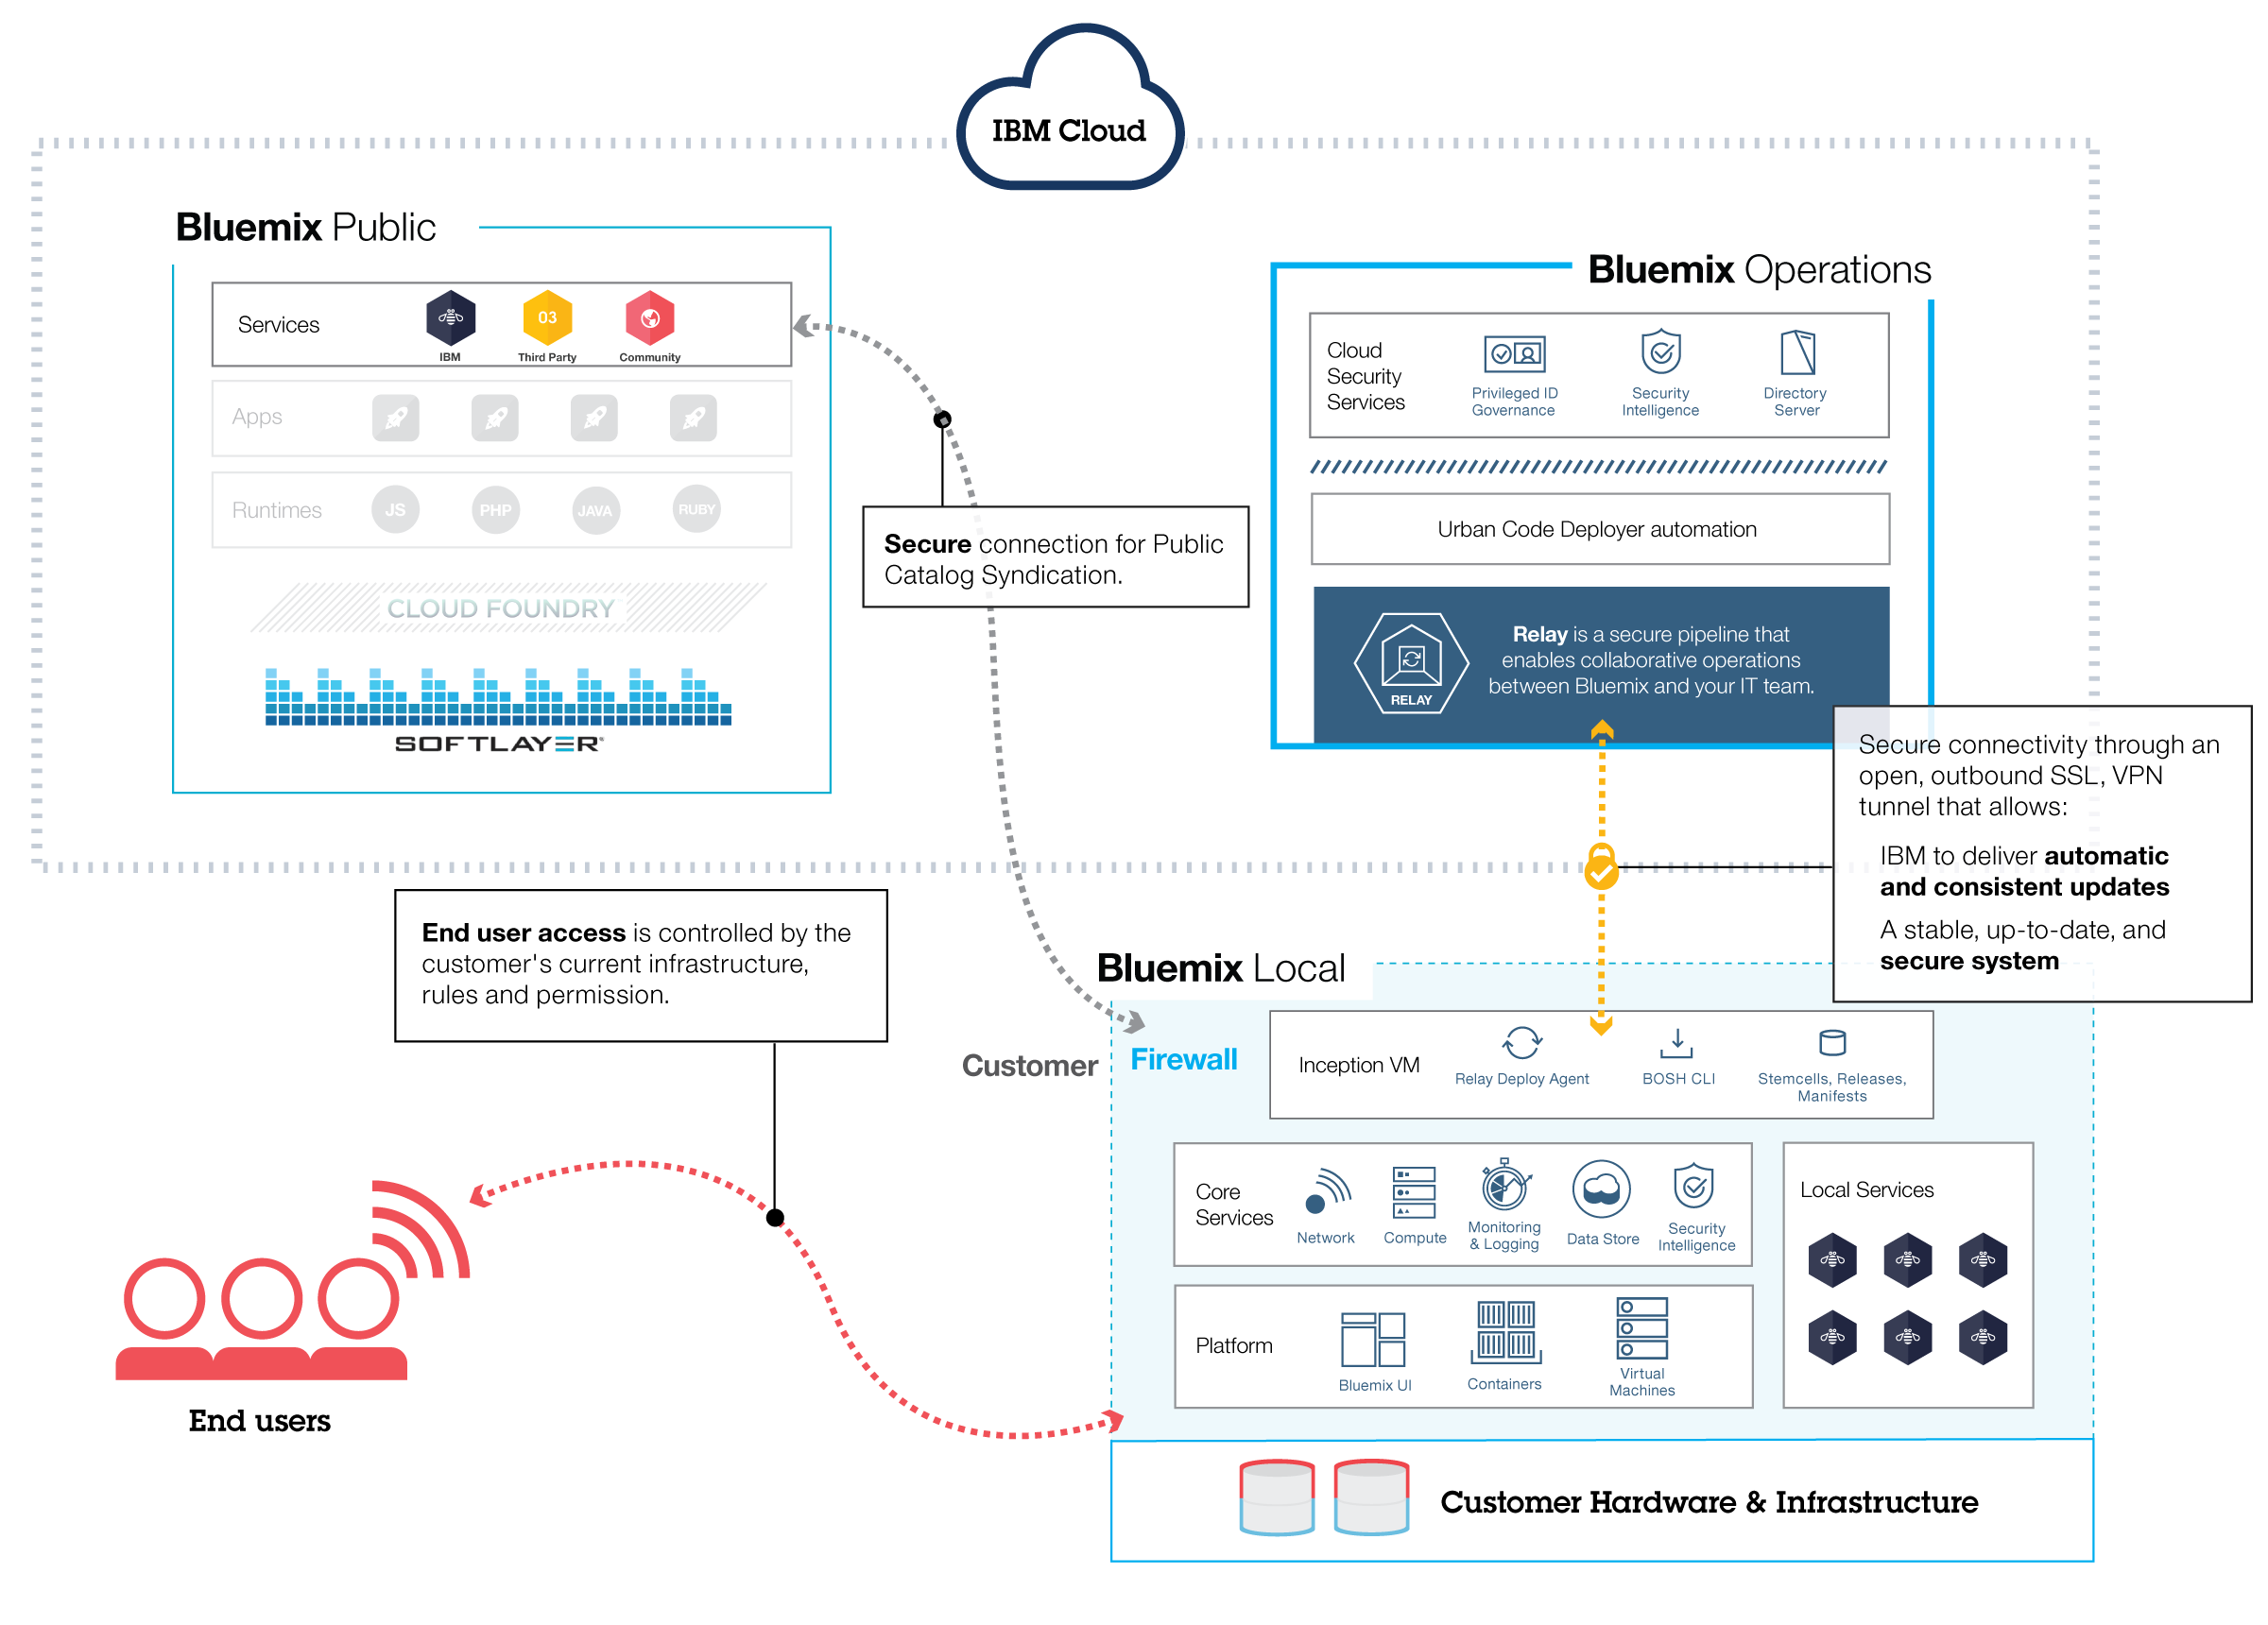 IBM Cloud
Bluemix Public
Services
IBM
03
Third Party
Community
Apps
Runtimes
JS
PHP
JAVA
RUBY
CLOUD FOUNDRY
SOFTLAYER®
Secure connection for Public
Catalog Syndication.
Bluemix Operations
Cloud
Security
Services
Privileged ID
Governance
Security
Intelligence
Directory
Server
Urban Code Deployer automation
RELAY
Relay is a secure pipeline that
enables collaborative operations
between Bluemix and your IT team.
Secure connectivity through an
open, outbound SSL, VPN
tunnel that allows:
IBM to deliver automatic
and consistent updates
A stable, up-to-date, and
secure system
End user access is controlled by the
customer's current infrastructure,
rules and permission.
End users
Bluemix Local
Customer Firewall
Inception VM
Relay Deploy Agent
BOSH CLI
Stemcells, Releases,
Manifests
Core
Services
Network
Compute
Monitoring
& Logging
Data Store
Security
Intelligence
Local Services
Platform
Bluemix UI
Containers
Virtual
Machines
Customer Hardware & Infrastructure